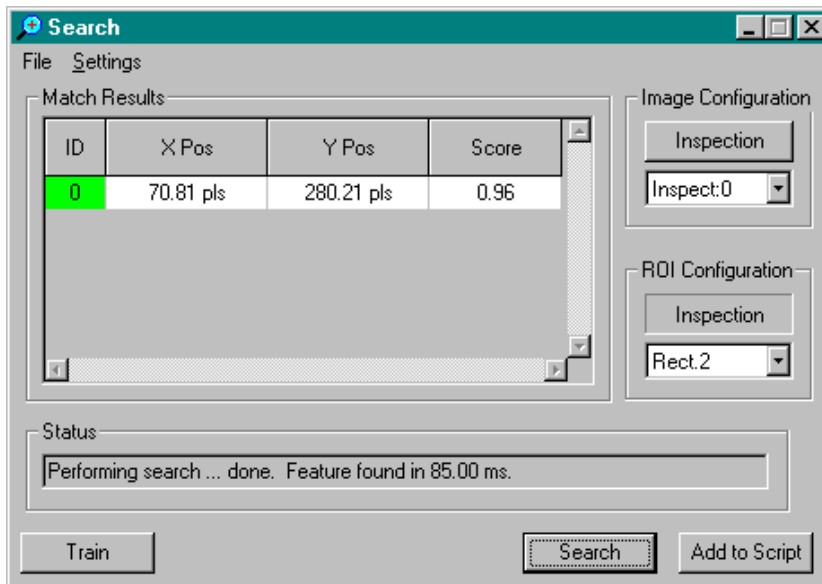 Search
File Settings
Match Results
ID X Pos Y Pos Score
0 70.81 pls 280.21 pls 0.96
Image Configuration
Inspection
Inspect:0
ROI Configuration
Inspection
Rect.2
Status
Performing search ... done. Feature found in 85.00 ms.
Train Search Add to Script